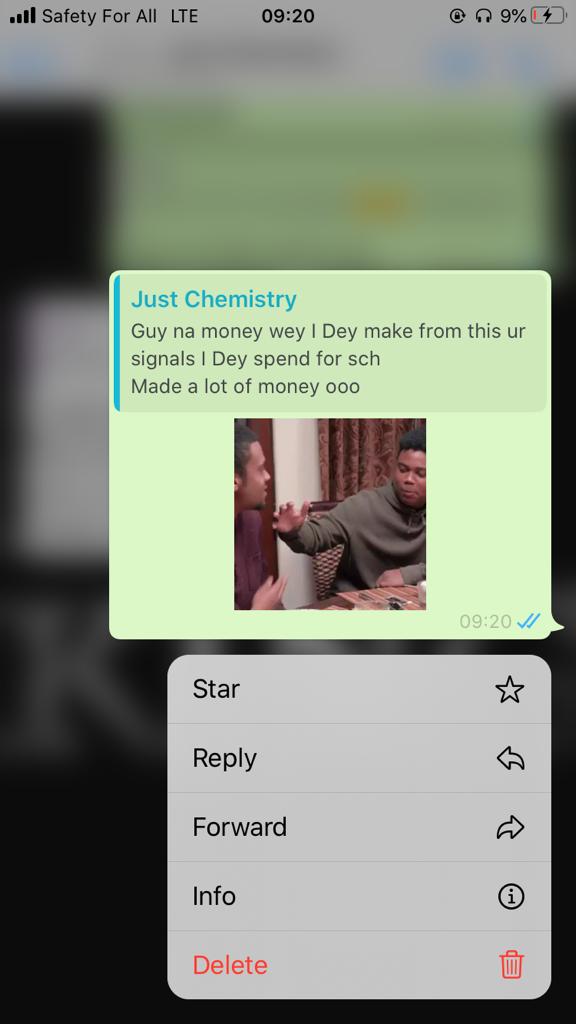 Safety For All LTE 09:20 9%
Just Chemistry
Guy na money wey I Dey make from this ur
signals I Dey spend for sch
Made a lot of money ooo
09:20
Star
Reply
Forward
Info
Delete